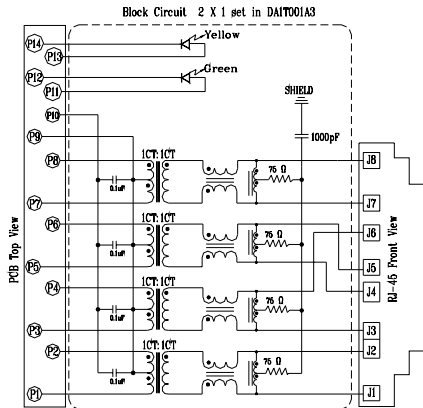 Block Circuit 2 X 1 set in DA1T001A3
P14
Yellow
P13
P12
Green
P11
SHIELD
P10
1000pF
P9
1CT:1CT
P8
75 Ω
J8
0.1uF
P7
J7
1CT:1CT
P6
75 Ω
J6
0.1uF
P5
J5
1CT:1CT
P4
75 Ω
J4
0.1uF
P3
J3
1CT:1CT
P2
75 Ω
J2
0.1uF
P1
J1
PCB Top View
RJ-45 Front View